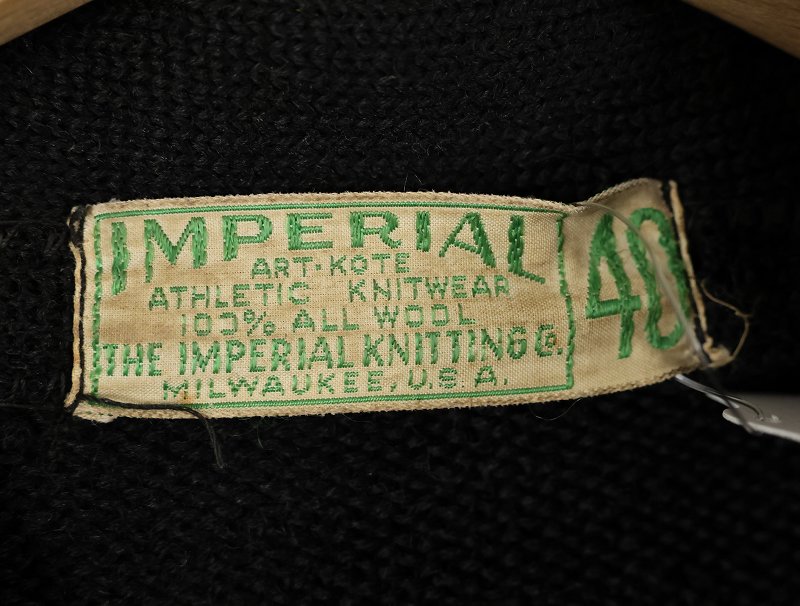 IMPERIAL
ART-KOTE
ATHLETIC KNITWEAR
100% ALL WOOL
THE IMPERIAL KNITTING Co.
MILWAUKEE, U.S.A.
40